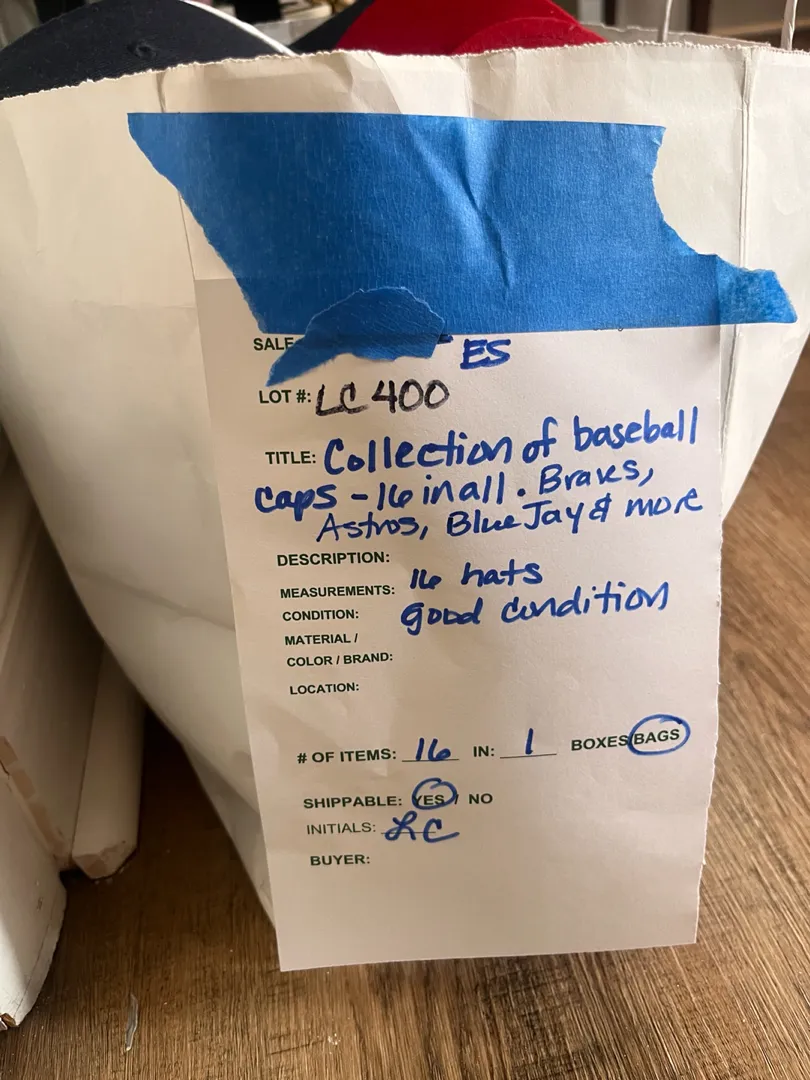 SALE ES
LOT #: LC 400
TITLE: Collection of baseball
caps - 16 in all. Braves,
Astros, Blue Jay & more
DESCRIPTION:
MEASUREMENTS: 16 hats
CONDITION: good condition
MATERIAL /
COLOR / BRAND:
LOCATION:
# OF ITEMS: 16 IN: 1 BOXES BAGS
SHIPPABLE: YES / NO
INITIALS: LC
BUYER: